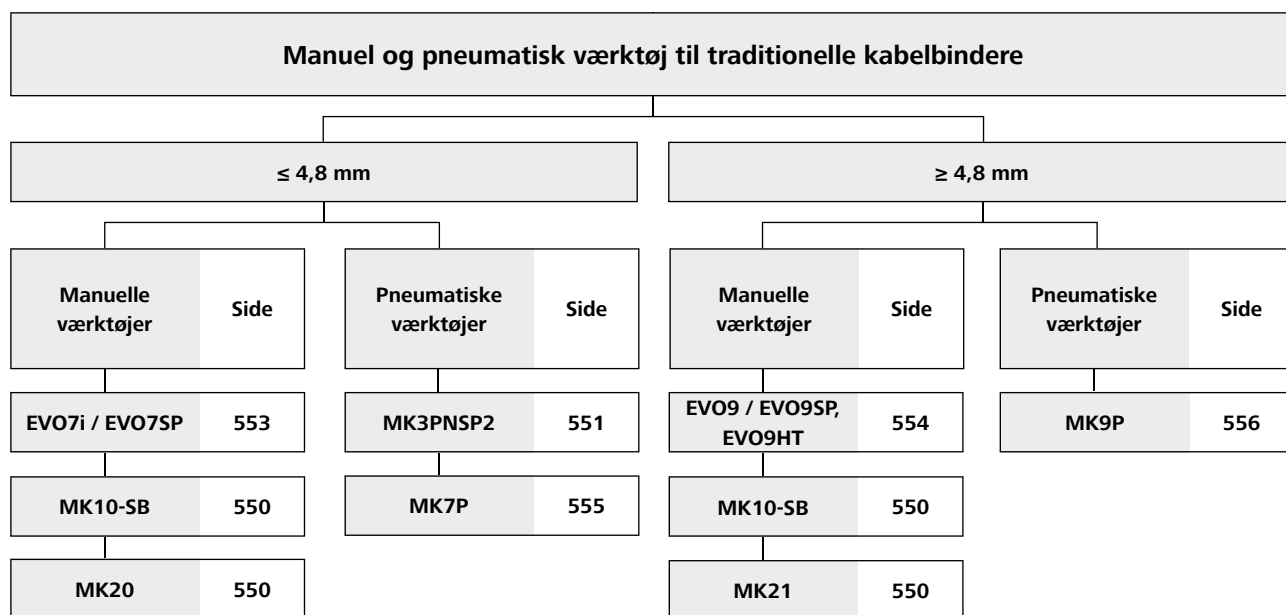 Manuel og pneumatisk værktøj til traditionelle kabelbindere
≤ 4,8 mm
≥ 4,8 mm
Manuelle
værktøjer
Side
Pneumatiske
værktøjer
Side
Manuelle
værktøjer
Side
Pneumatiske
værktøjer
Side
EVO7i / EVO7SP
553
MK3PNSP2
551
EVO9 / EVO9SP,
EVO9HT
554
MK9P
556
MK10-SB
550
MK7P
555
MK10-SB
550
MK20
550
MK21
550